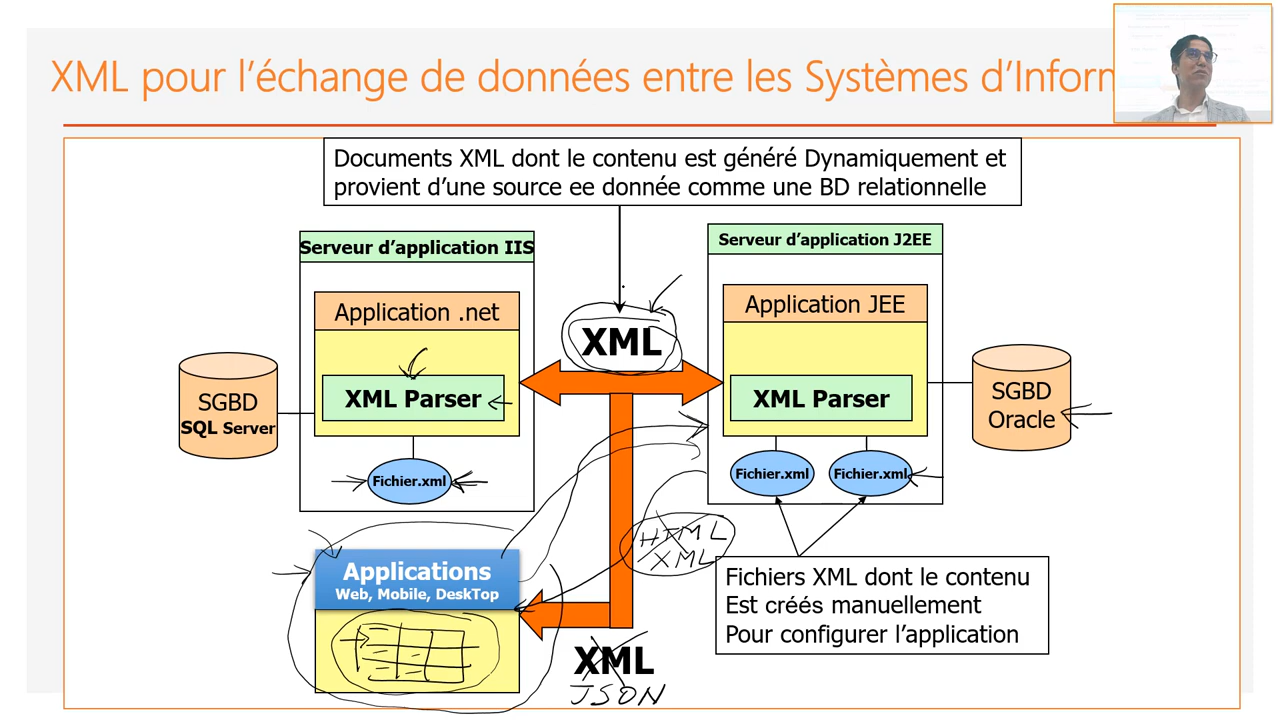 XML pour l’échange de données entre les Systèmes d’Inform
Documents XML dont le contenu est généré Dynamiquement et
provient d’une source ee donnée comme une BD relationnelle
Serveur d’application IIS
Application .net
XML Parser
Fichier.xml
SGBD
SQL Server
XML
Serveur d’application J2EE
Application JEE
XML Parser
Fichier.xml
Fichier.xml
SGBD
Oracle
HTML
XML
Applications
Web, Mobile, DeskTop
XML
JSON
Fichiers XML dont le contenu
Est créés manuellement
Pour configurer l’application